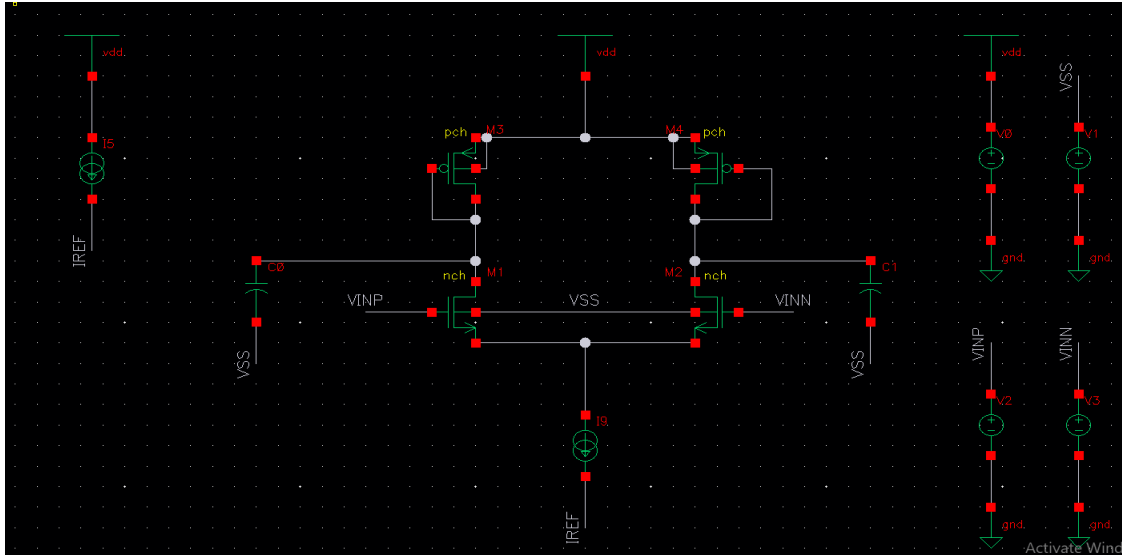 vdd
vdd
vdd
VSS
pch
M3
M4
pch
V0
V1
I5
IREF
gnd
gnd
C0
M1
M2
C1
nch
nch
VINP
VSS
VINN
VSS
VSS
VINP
VINN
V2
V3
I9
IREF
gnd
gnd
Activate Wind